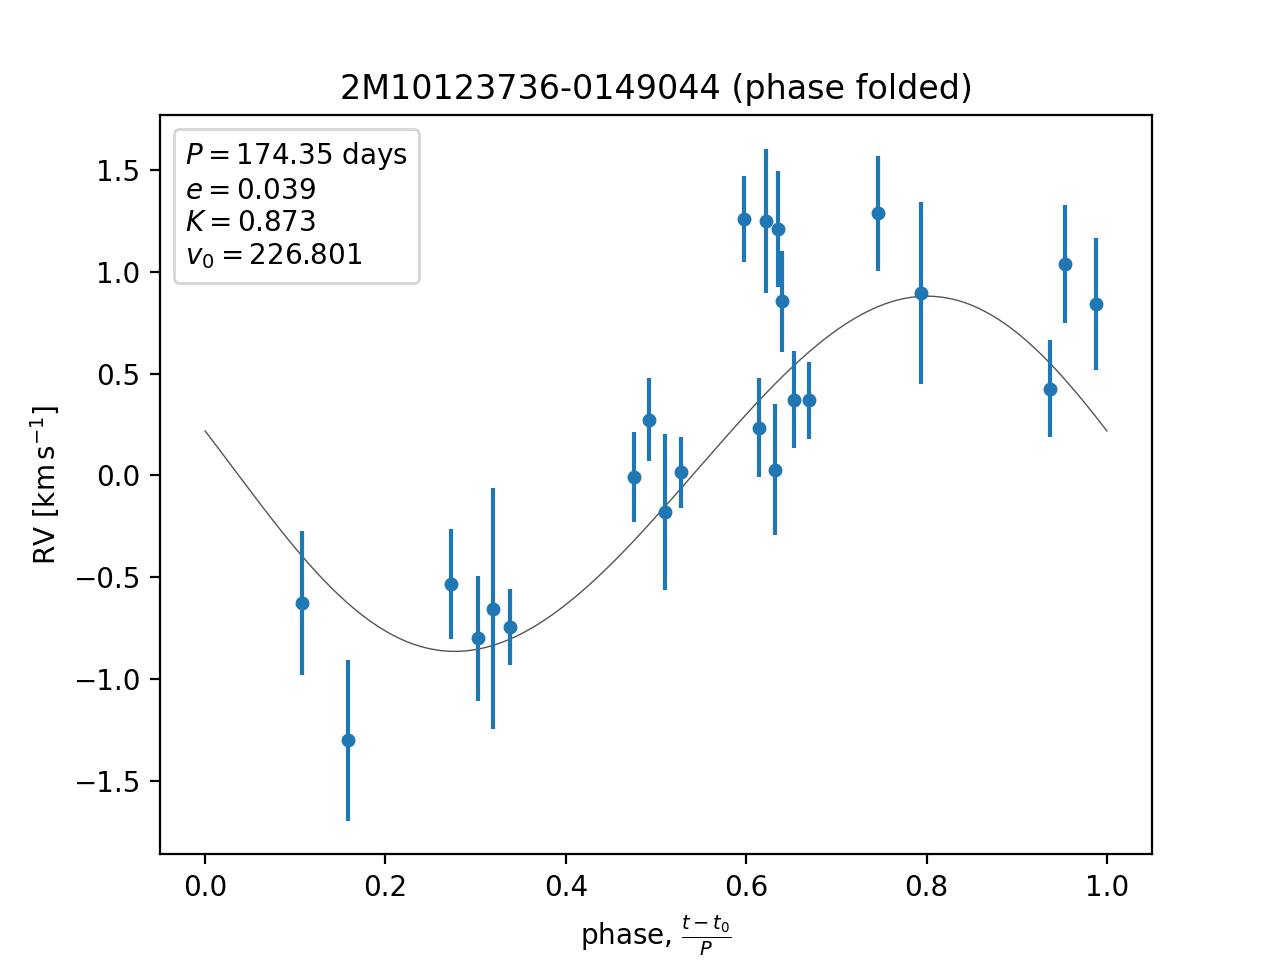 2M10123736-0149044 (phase folded)
P = 174.35 days
e = 0.039
K = 0.873
v₀ = 226.801
1.5
1.0
0.5
0.0
−0.5
−1.0
−1.5
RV [km s⁻¹]
0.0 0.2 0.4 0.6 0.8 1.0
phase, (t − t₀)/P